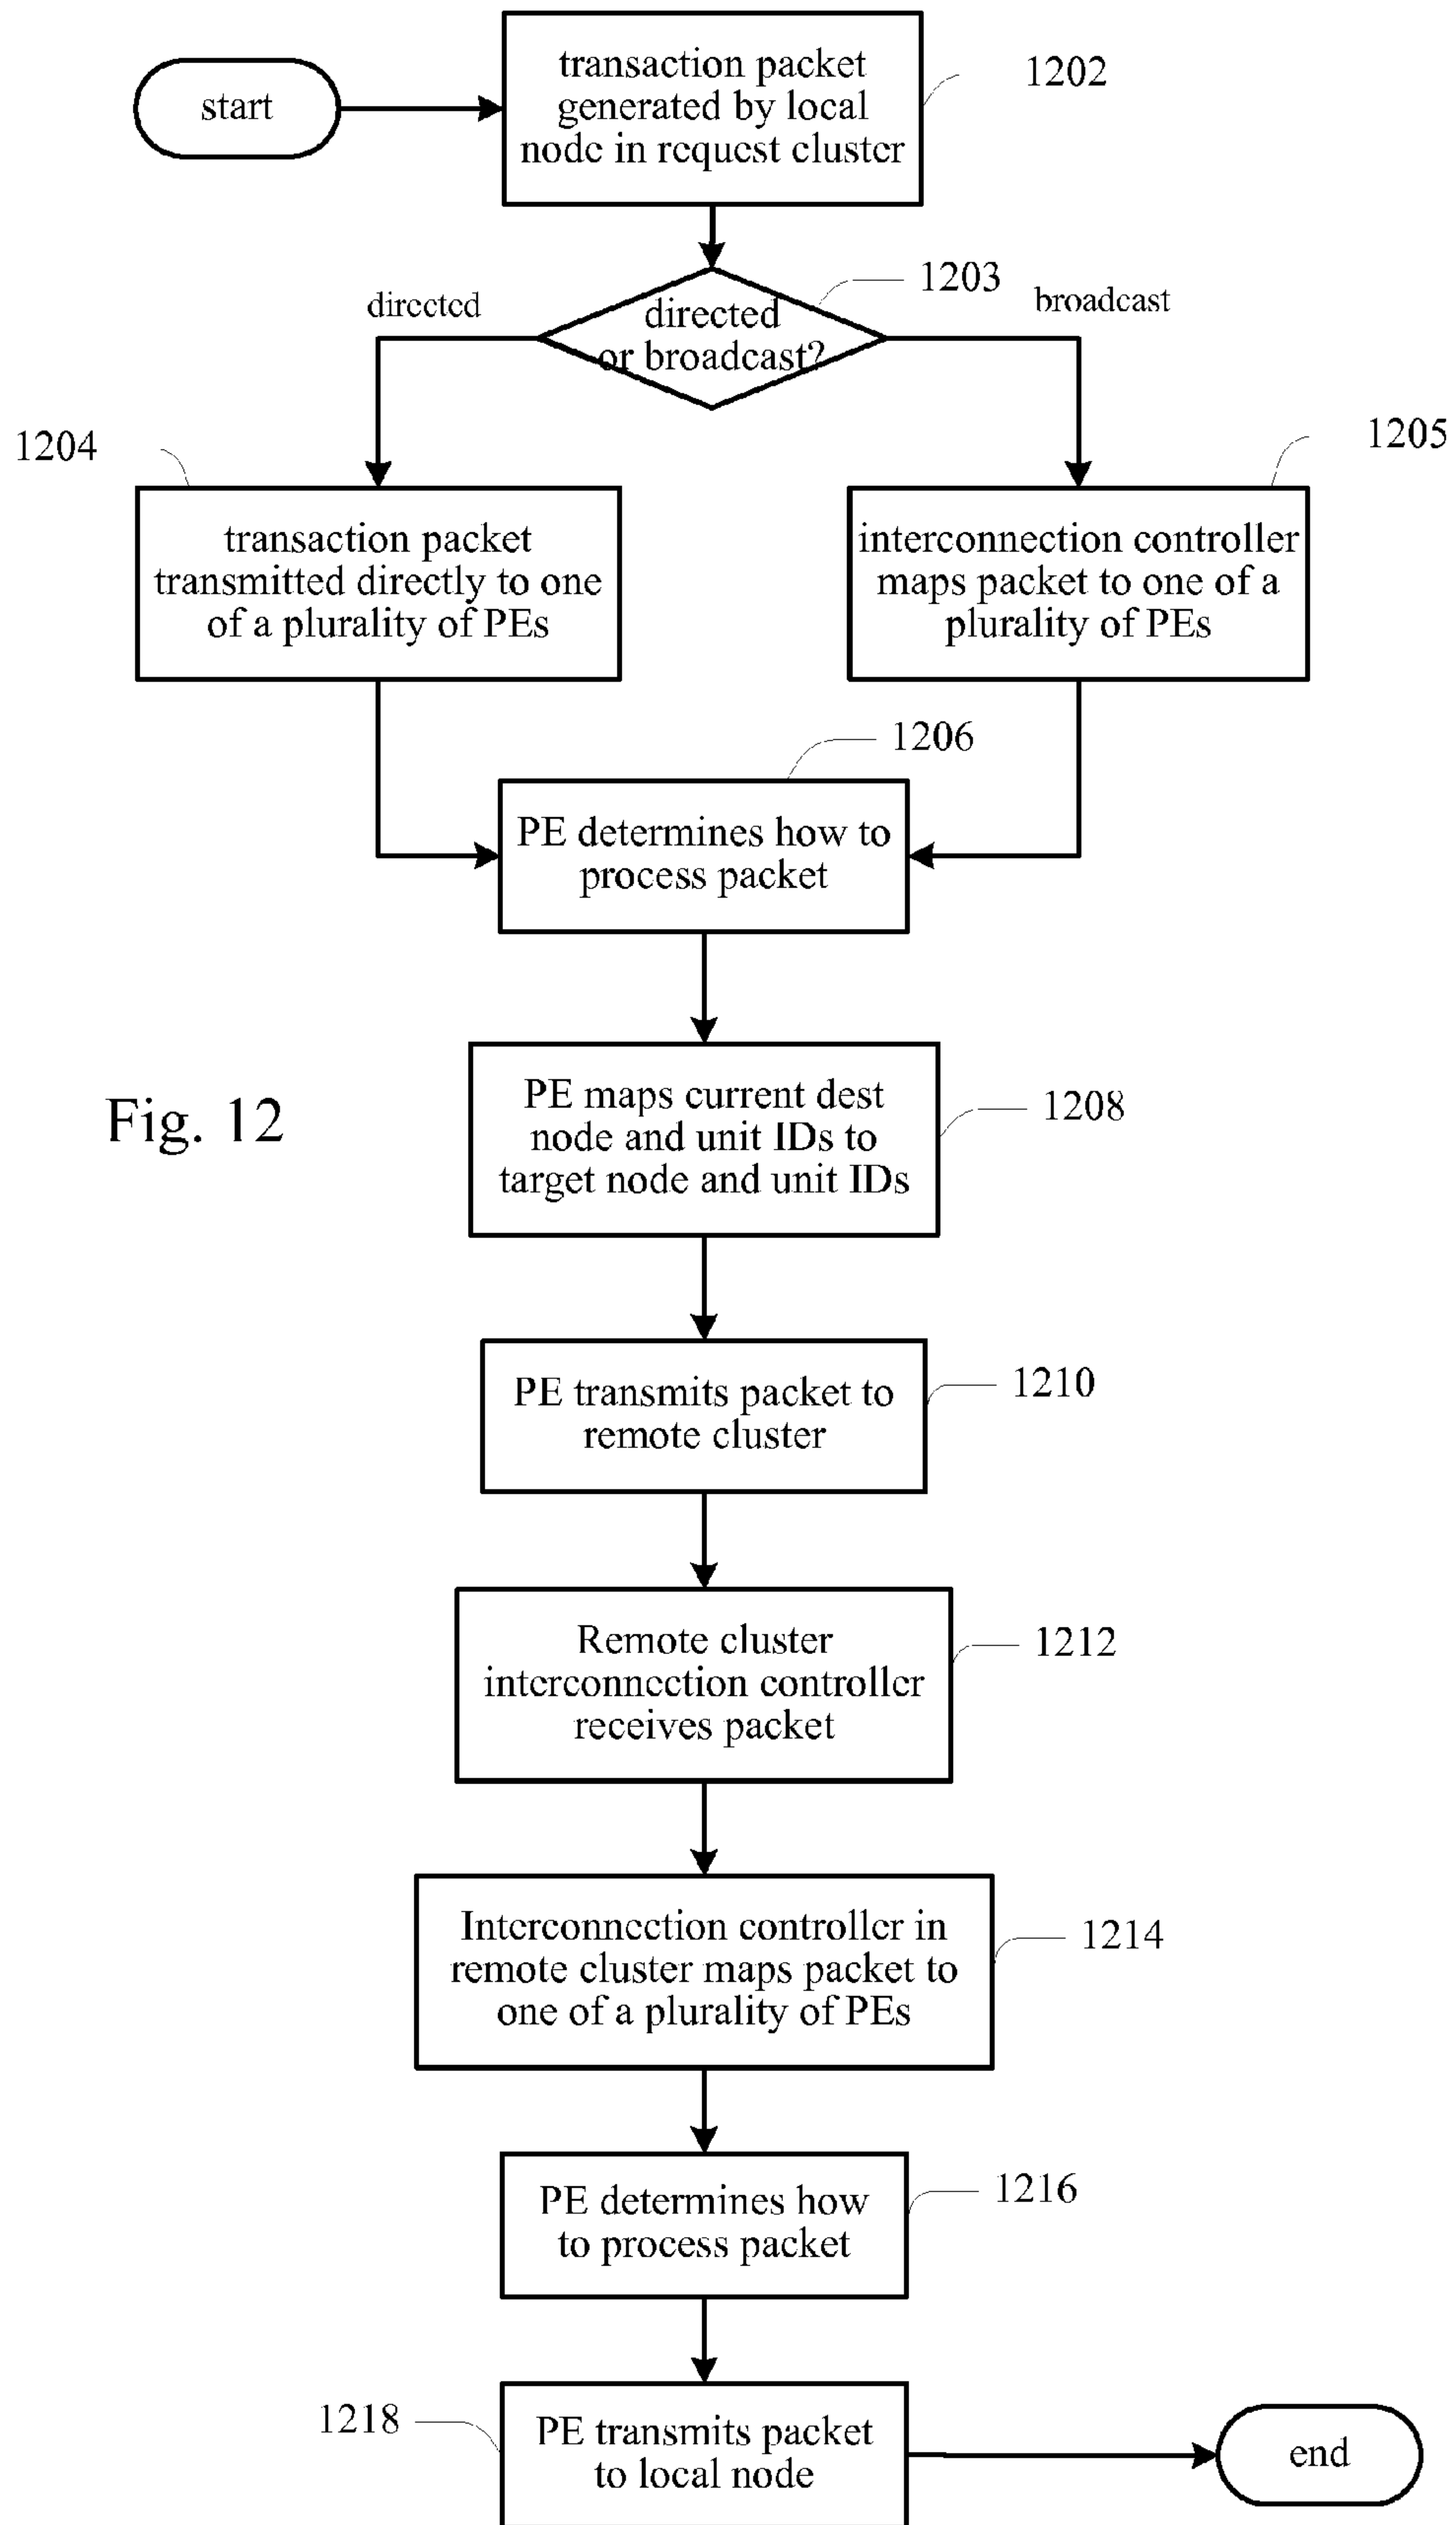 start
transaction packet
generated by local
node in request cluster
1202
1203
directed
or broadcast?
directed
broadcast
1204
1205
transaction packet
transmitted directly to one
of a plurality of PEs
interconnection controller
maps packet to one of a
plurality of PEs
1206
PE determines how to
process packet
Fig. 12
PE maps current dest
node and unit IDs to
target node and unit IDs
1208
PE transmits packet to
remote cluster
1210
Remote cluster
interconnection controller
receives packet
1212
Interconnection controller in
remote cluster maps packet to
one of a plurality of PEs
1214
PE determines how
to process packet
1216
1218
PE transmits packet
to local node
end